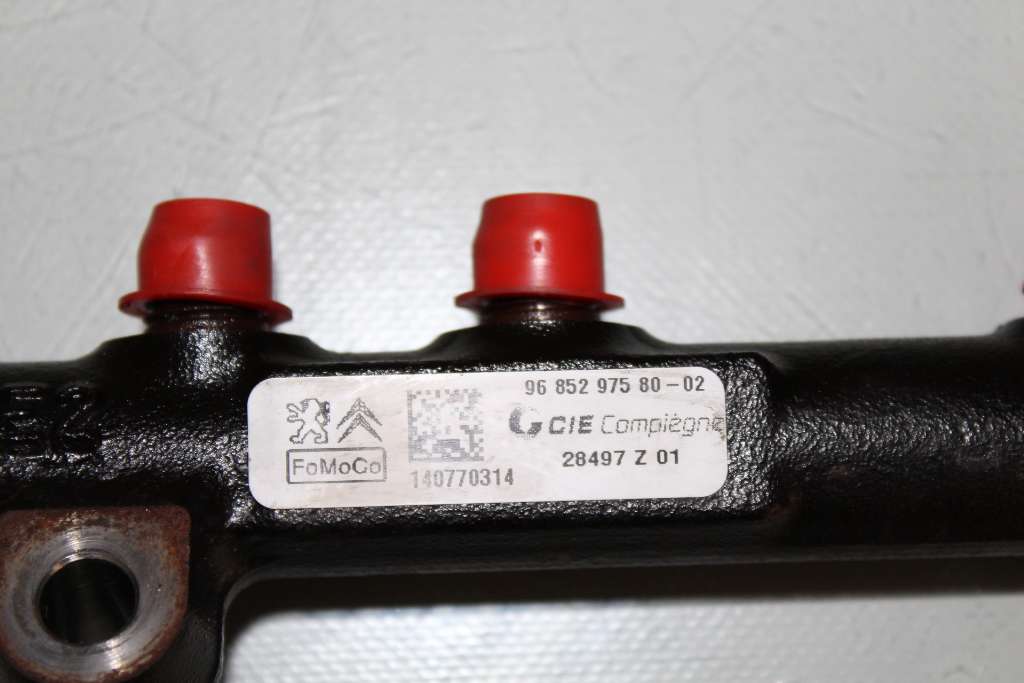 96 852 975 80-02
CIE Compiègne
FoMoCo
140770314
28497 Z 01